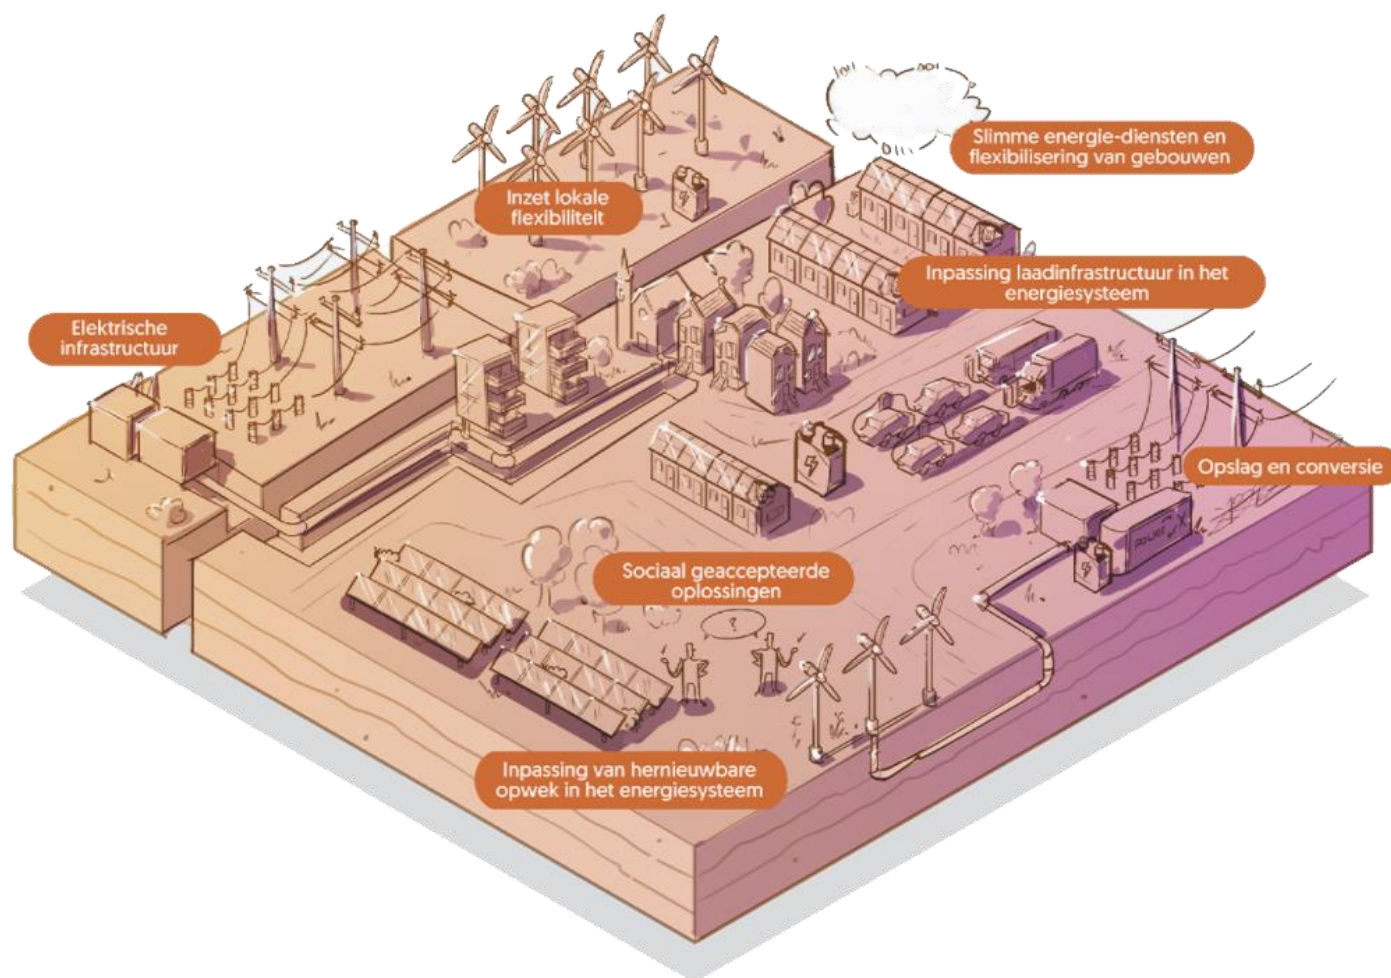 Slimme energie-diensten en
flexibilisering van gebouwen
Inzet lokale
flexibiliteit
Inpassing laadinfrastructuur in het
energiesysteem
Elektrische
infrastructuur
Opslag en conversie
Sociaal geaccepteerde
oplossingen
?
Inpassing van hernieuwbare
opwek in het energiesysteem